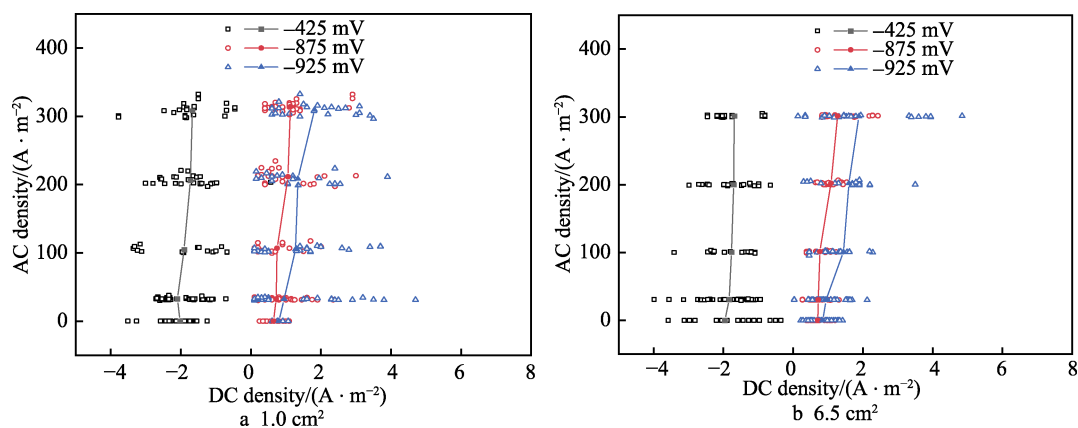 –425 mV
–875 mV
–925 mV
400
300
200
100
0
AC density/(A · m⁻²)
−4 −2 0 2 4 6 8
DC density/(A · m⁻²)
a 1.0 cm²
–425 mV
–875 mV
–925 mV
400
300
200
100
0
AC density/(A · m⁻²)
−4 −2 0 2 4 6 8
DC density/(A · m⁻²)
b 6.5 cm²